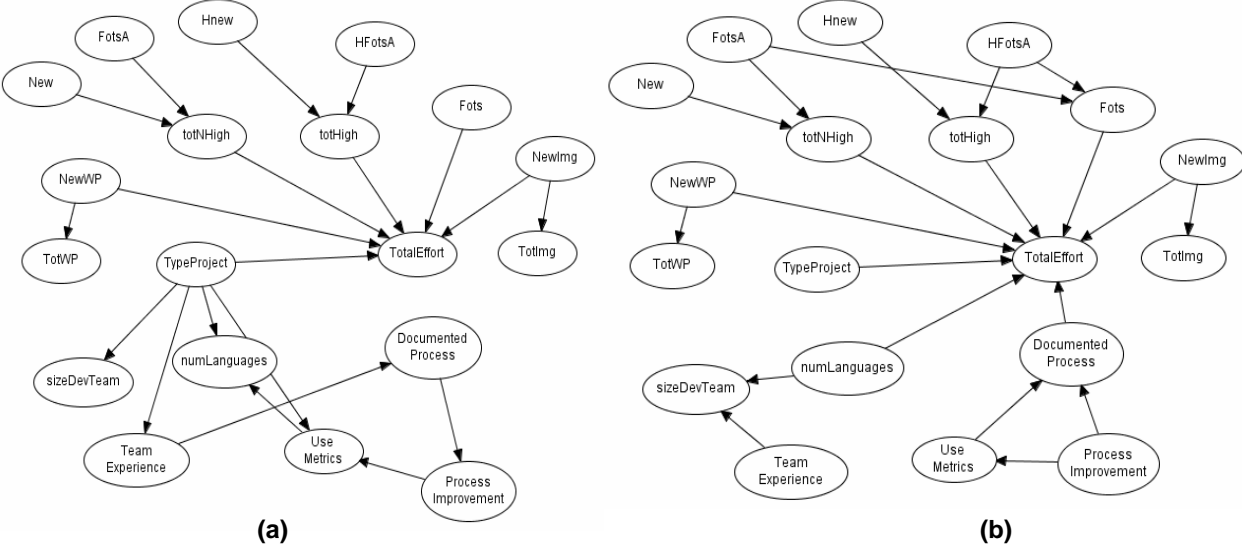 Hnew
FotsA
HFotsA
New
Fots
totNHigh
totHigh
NewImg
NewWP
TotWP
TypeProject
TotalEffort
TotImg
Documented
Process
numLanguages
sizeDevTeam
Team
Experience
Use
Metrics
Process
Improvement
(a)
Hnew
FotsA
HFotsA
New
Fots
totNHigh
totHigh
NewImg
NewWP
TotWP
TypeProject
TotalEffort
TotImg
Documented
Process
numLanguages
sizeDevTeam
Team
Experience
Use
Metrics
Process
Improvement
(b)